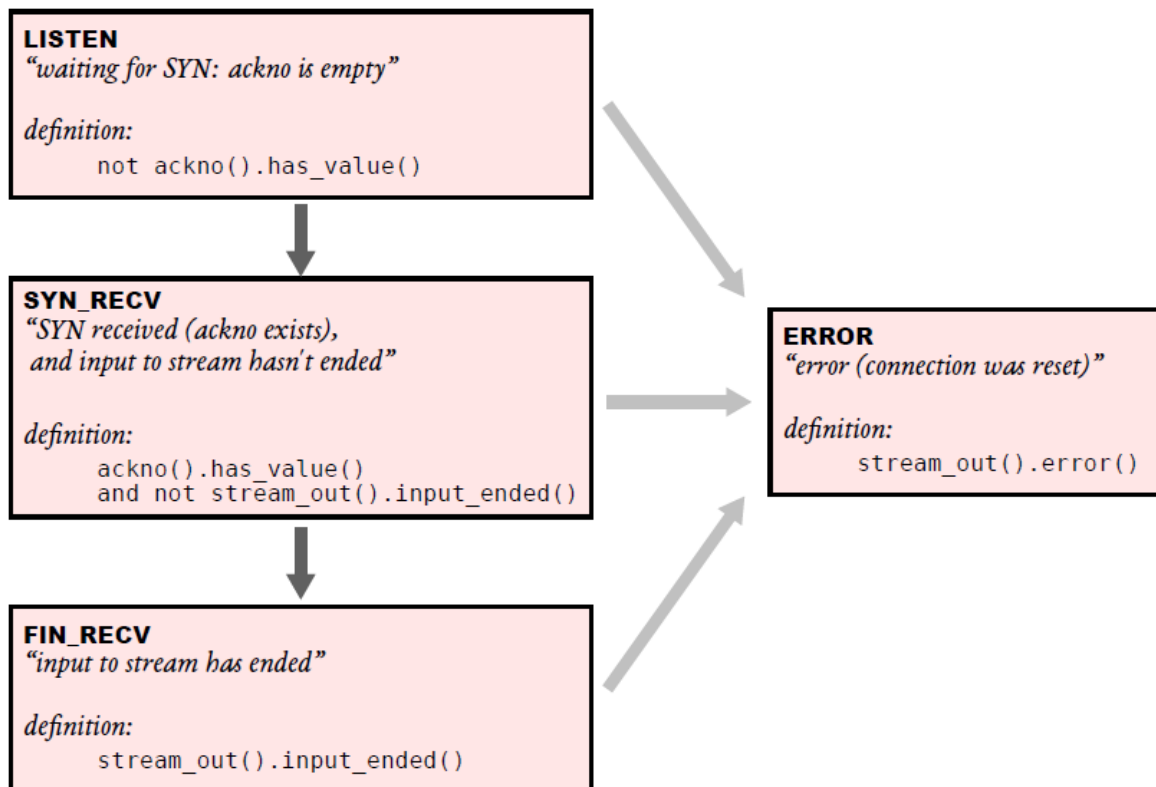 LISTEN
“waiting for SYN: ackno is empty”
definition:
not ackno().has_value()
SYN_RECV
“SYN received (ackno exists),
and input to stream hasn't ended”
definition:
ackno().has_value()
and not stream_out().input_ended()
FIN_RECV
“input to stream has ended”
definition:
stream_out().input_ended()
ERROR
“error (connection was reset)”
definition:
stream_out().error()